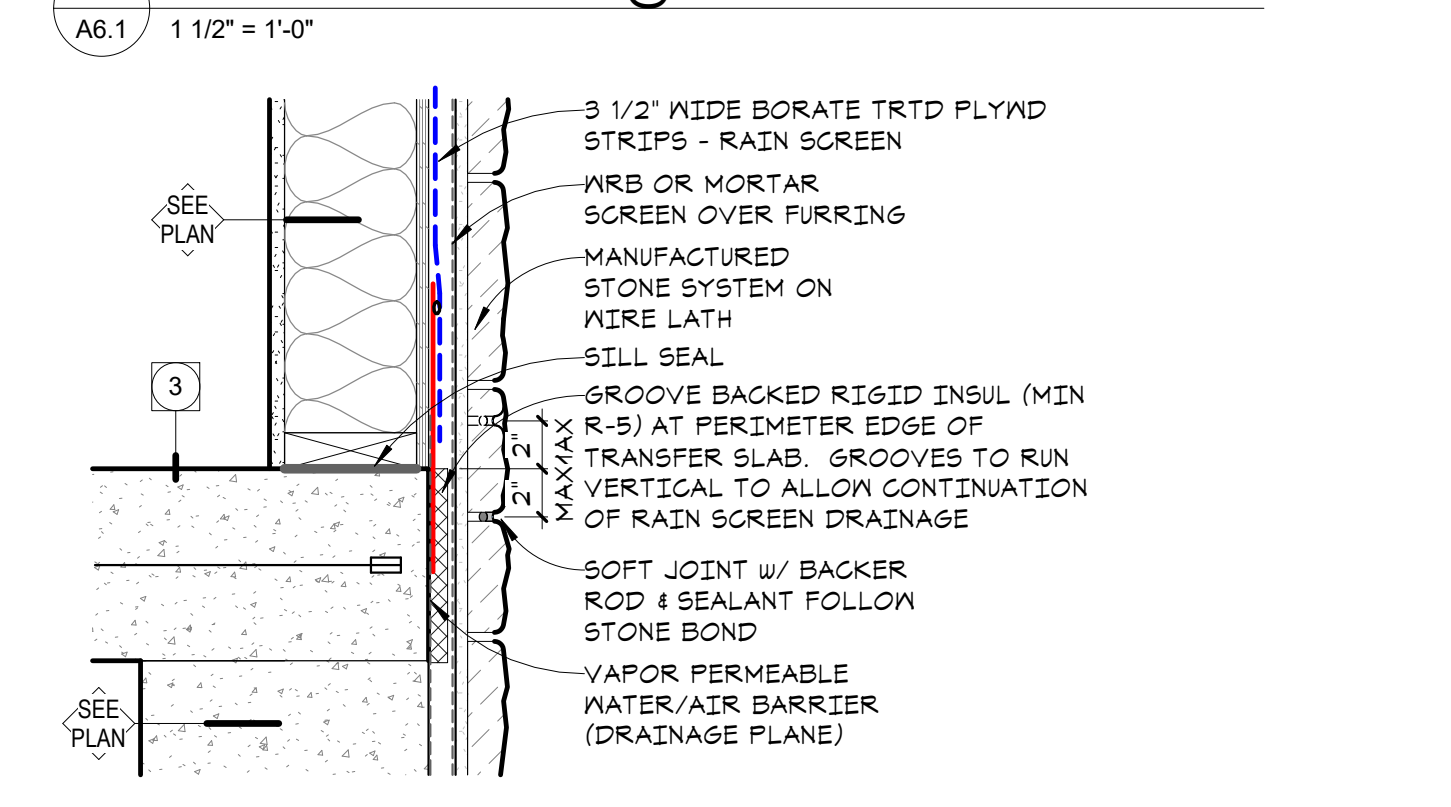 A6.1
1 1/2" = 1'-0"
3 1/2" WIDE BORATE TRTD PLYWD
STRIPS - RAIN SCREEN
WRB OR MORTAR
SCREEN OVER FURRING
SEE
PLAN
MANUFACTURED
STONE SYSTEM ON
WIRE LATH
SILL SEAL
3
GROOVE BACKED RIGID INSUL (MIN
R-5) AT PERIMETER EDGE OF
TRANSFER SLAB. GROOVES TO RUN
VERTICAL TO ALLOW CONTINUATION
OF RAIN SCREEN DRAINAGE
2"
MAX
2"
MAX
SOFT JOINT W/ BACKER
ROD & SEALANT FOLLOW
STONE BOND
VAPOR PERMEABLE
WATER/AIR BARRIER
(DRAINAGE PLANE)
SEE
PLAN